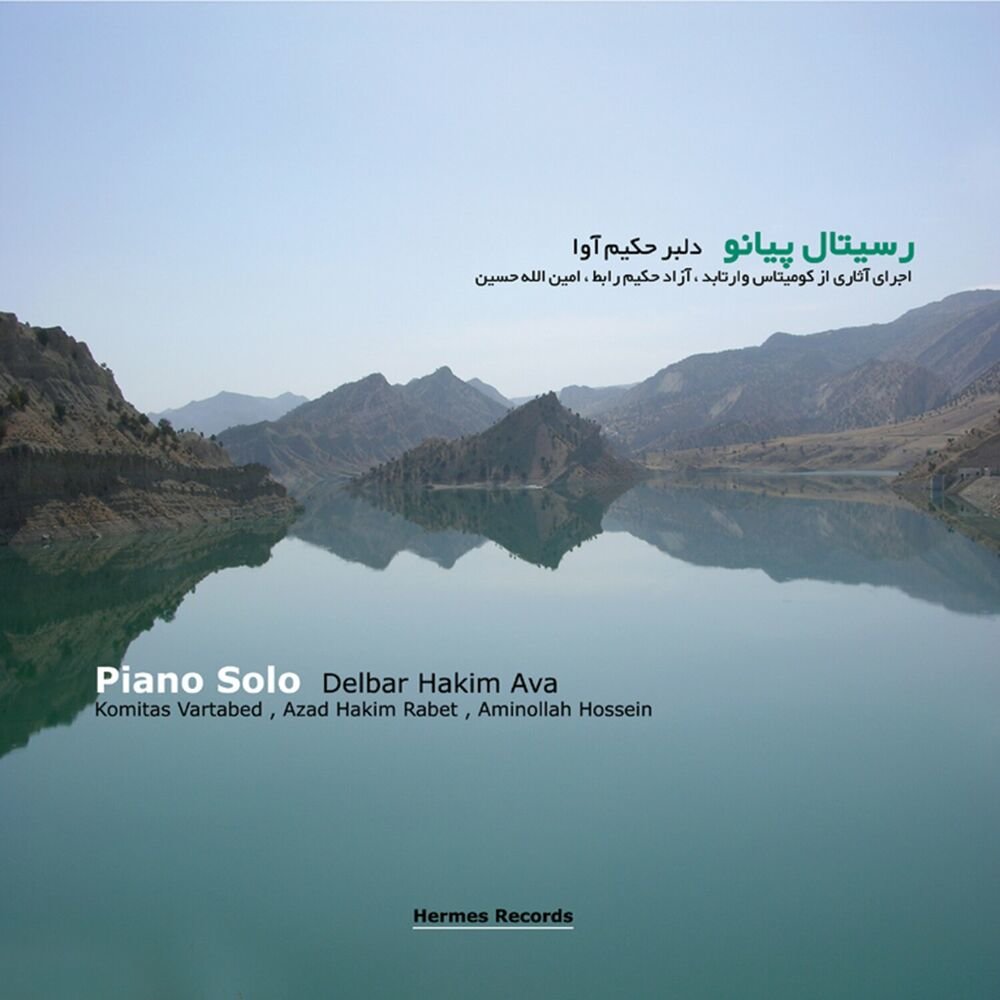 رسیتال پیانو دلبر حکیم آوا
اجرای آثاری از کومیتاس وارتابد ، آزاد حکیم رابط ، امین الله حسین
Piano Solo Delbar Hakim Ava
Komitas Vartabed , Azad Hakim Rabet , Aminollah Hossein
Hermes Records